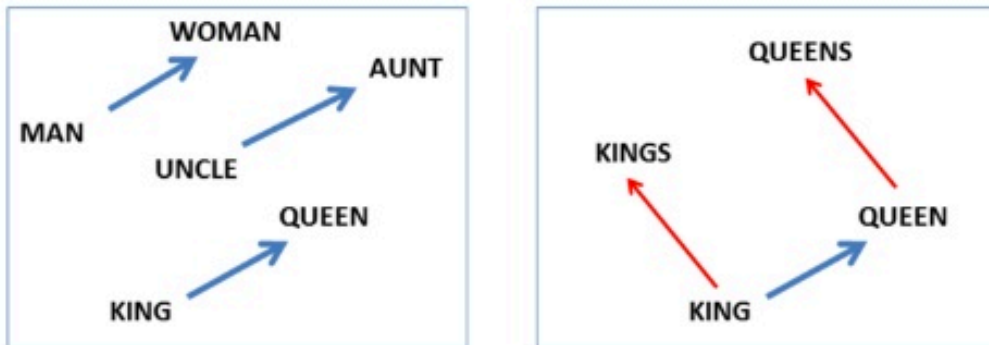 WOMAN
AUNT
MAN
UNCLE
QUEEN
KING
QUEENS
KINGS
QUEEN
KING